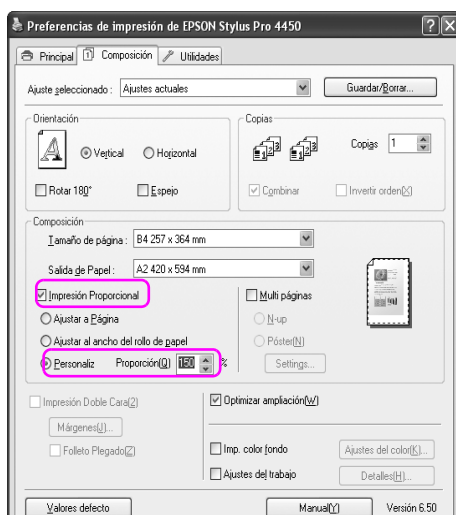 Preferencias de impresión de EPSON Stylus Pro 4450
Principal Composición Utilidades
Ajuste seleccionado : Ajustes actuales Guardar/Borrar...
Orientación
A Vertical Horizontal
Rotar 180° Espejo
Copias
Copias 1
Combinar Invertir orden(X)
Composición
Tamaño de página : B4 257 x 364 mm
Salida de Papel : A2 420 x 594 mm
Impresión Proporcional
Ajustar a Página
Ajustar al ancho del rollo de papel
Personaliz Proporción(Q) 150 %
Multi páginas
N-up
Póster(N)
Settings...
Impresión Doble Cara(2)
Márgenes(J)...
Folleto Plegado(Z)
Optimizar ampliación(W)
Imp. color fondo Ajustes del color(K)...
Ajustes del trabajo Detalles(H)...
Valores defecto Manual(Y) Versión 6.50